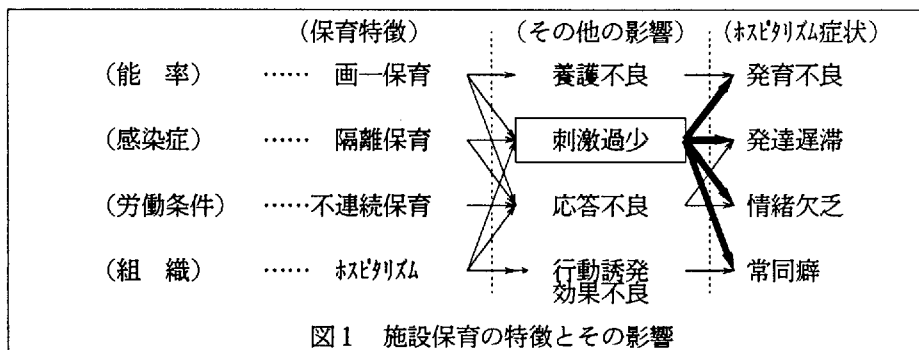 （保育特徴） （その他の影響） （ﾎｽﾋﾟﾀﾘｽﾞﾑ症状）
（能　率） …… 画一保育 養護不良 発育不良
（感染症） …… 隔離保育 刺激過少 発達遅滞
（労働条件） ……不連続保育 応答不良 情緒欠乏
（組　織） …… ﾎｽﾋﾟﾀﾘｽﾞﾑ 行動誘発 常同癖
効果不良
図1　施設保育の特徴とその影響